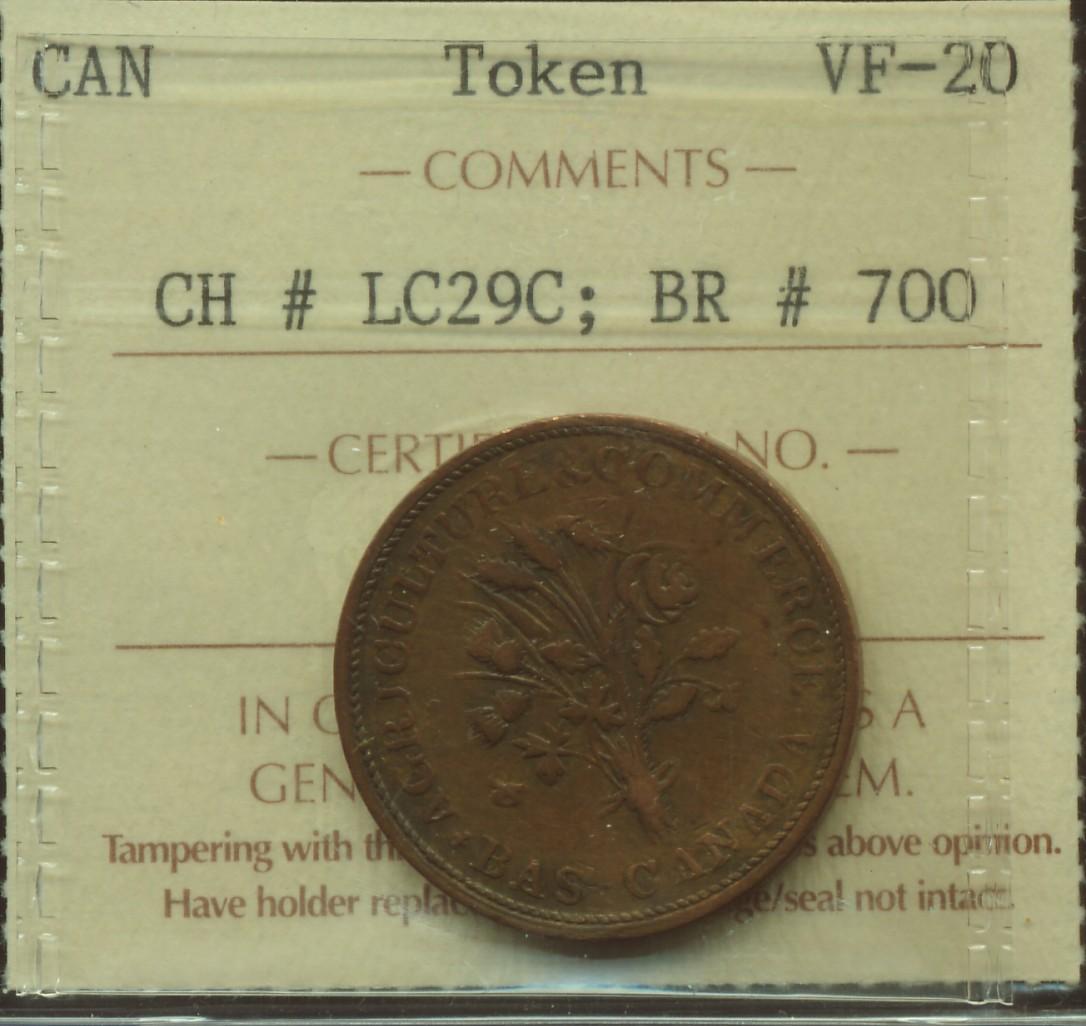 CAN Token VF-20
— COMMENTS —
CH # LC29C; BR # 700
— CERTI NO. —
AGRICULTURE & COMMERCE
BAS-CANADA
IN S A
GEN EM.
Tampering with th s above opinion.
Have holder replac ge/seal not intact.